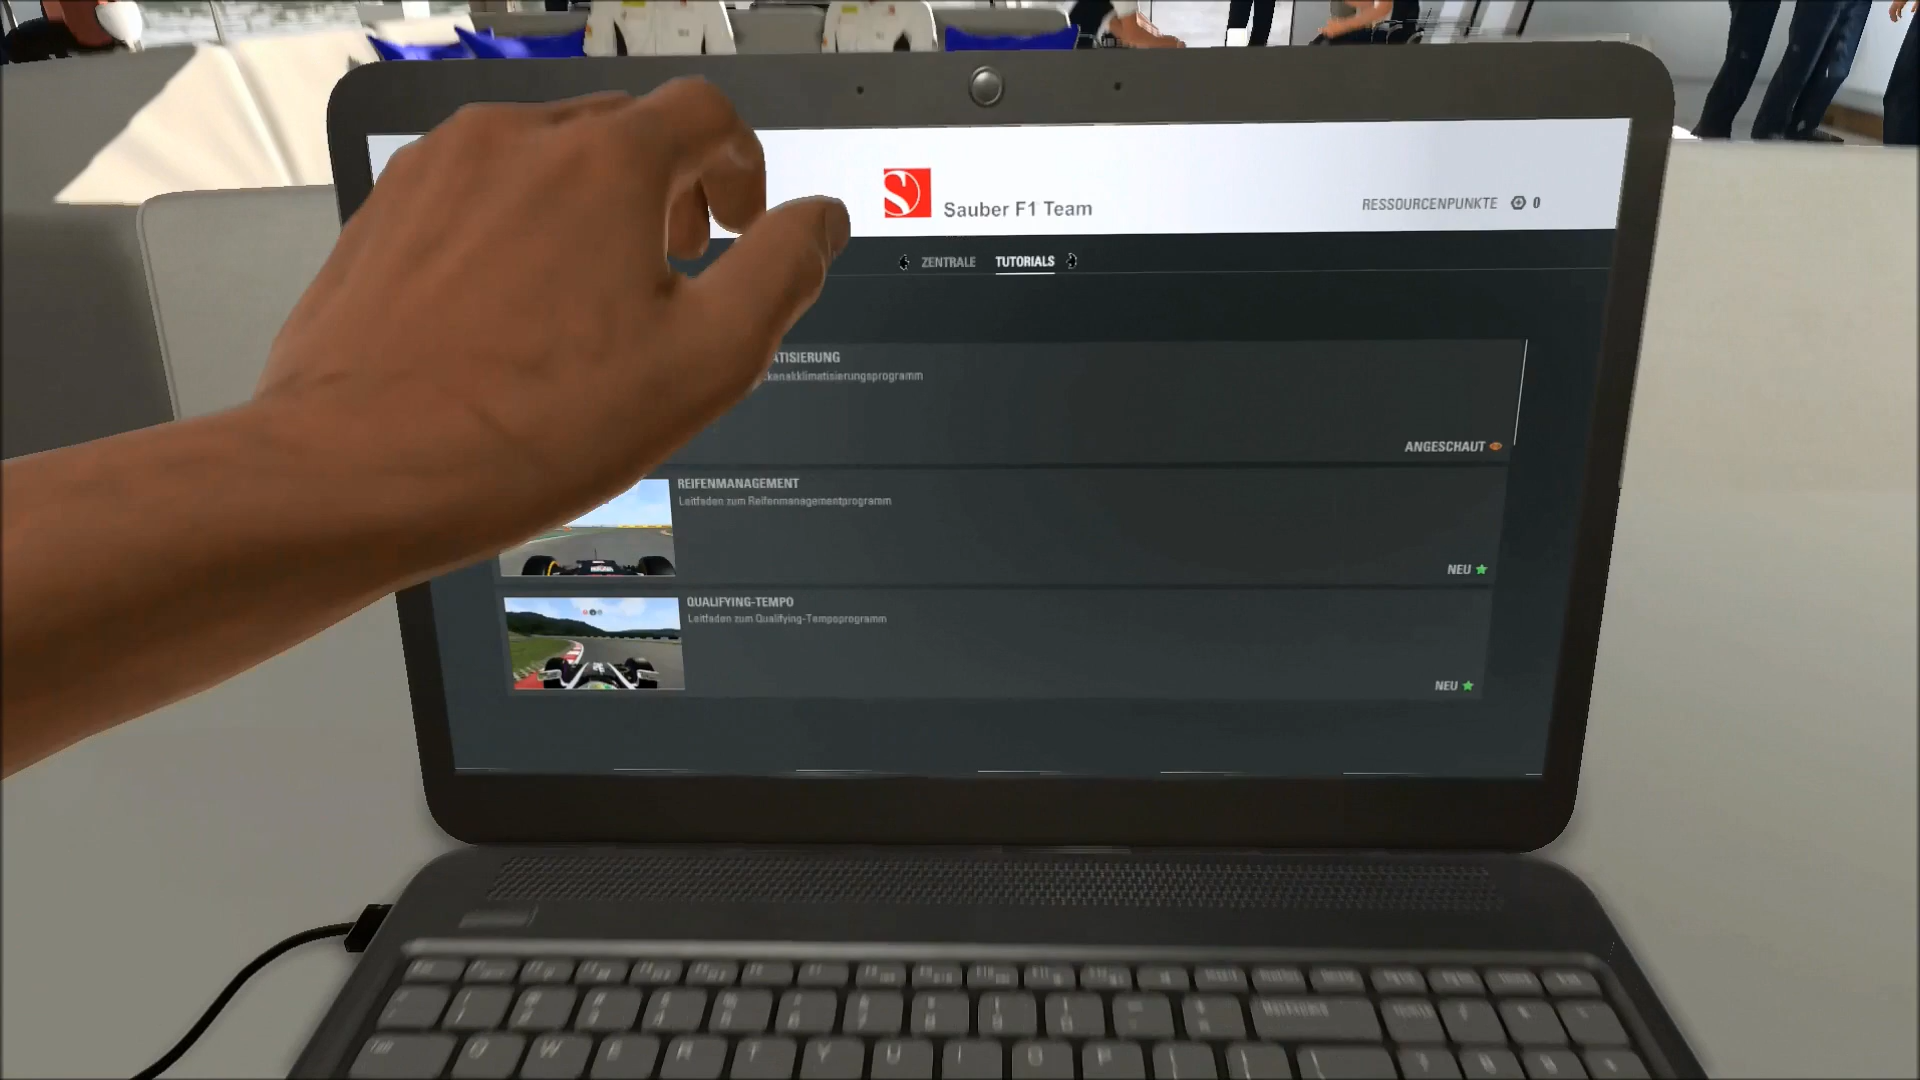 Sauber F1 Team
RESSOURCENPUNKTE 0
ZENTRALE TUTORIALS
ATISIERUNG
kenakklimatisierungsprogramm
ANGESCHAUT
REIFENMANAGEMENT
Leitfaden zum Reifenmanagementprogramm
NEU
QUALIFYING-TEMPO
Leitfaden zum Qualifying-Tempoprogramm
NEU